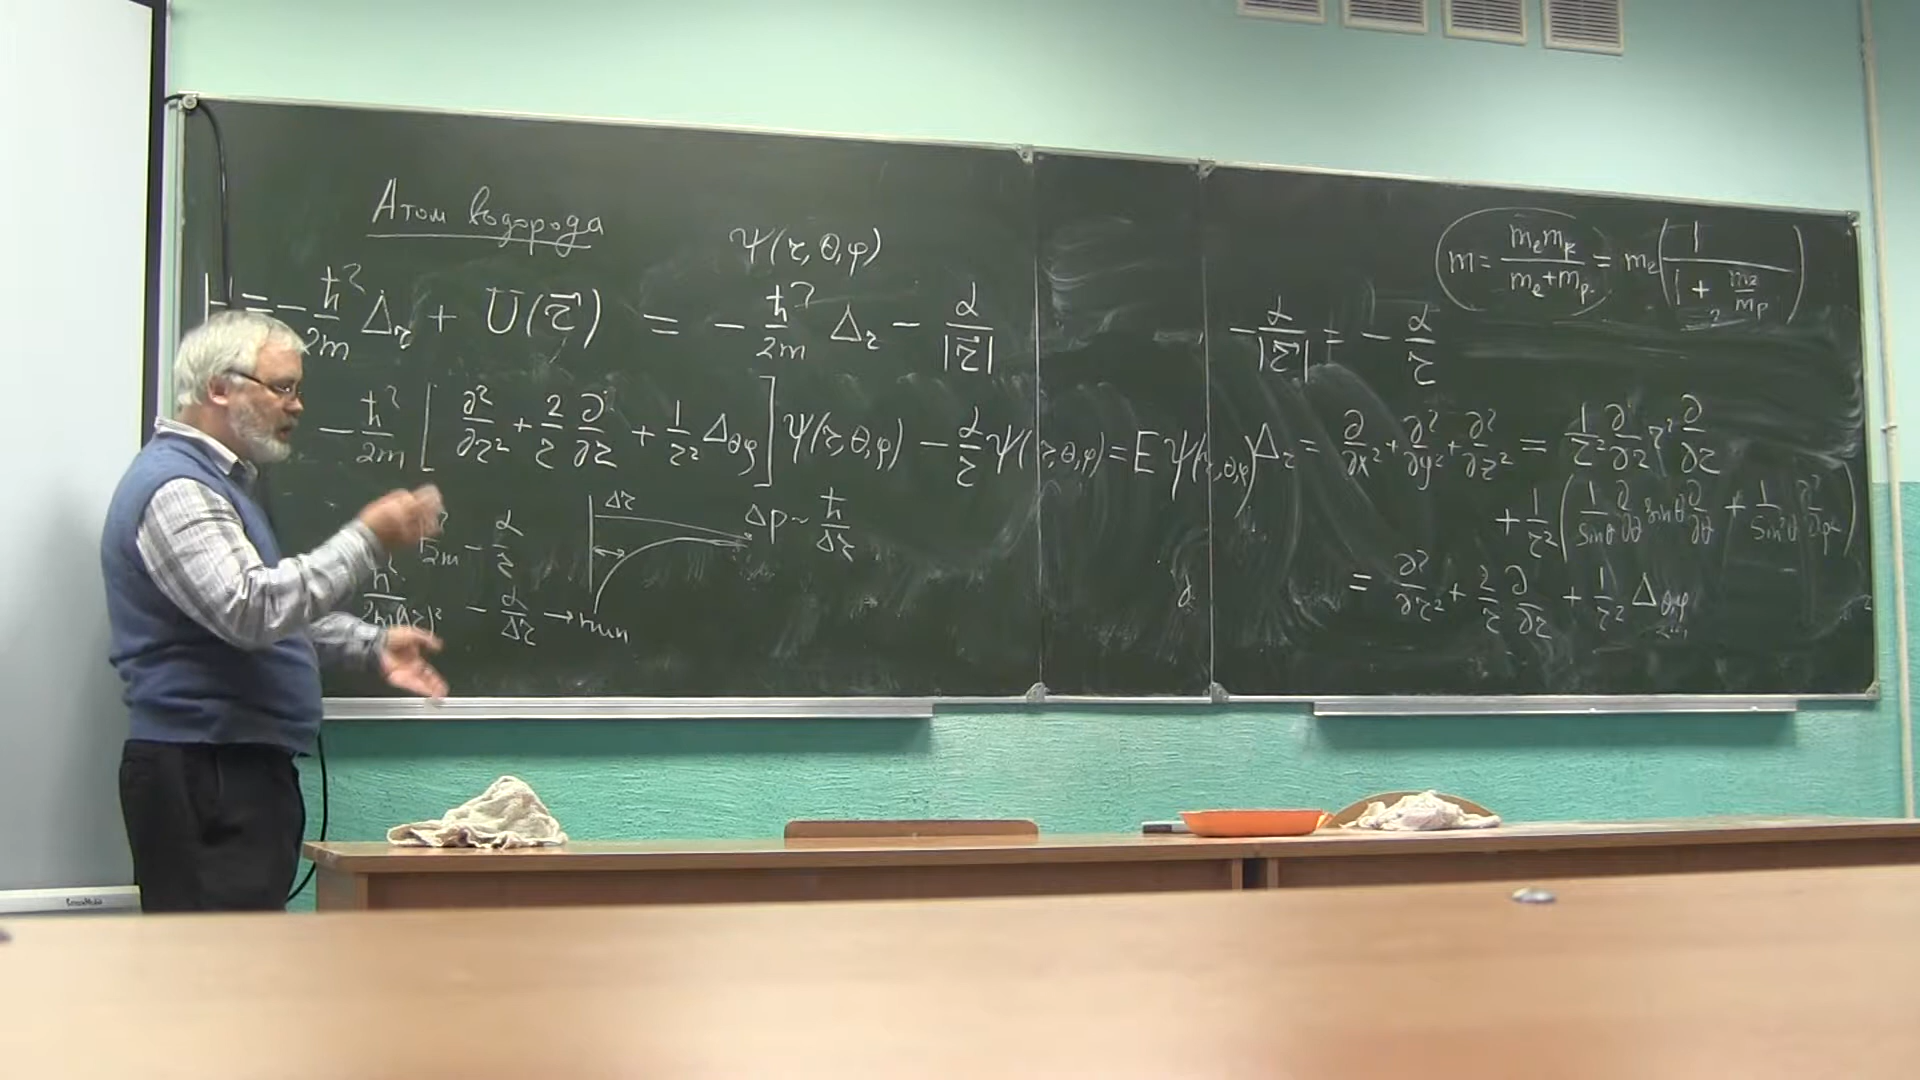 Атом водорода
Ψ(r, θ, φ)
= - ħ²/2m Δr + U(r⃗) = - ħ²/2m Δr - α/|r⃗|
- ħ²/2m [ ∂²/∂r² + 2/r ∂/∂r + 1/r² Δθφ ] Ψ(r, θ, φ) - α/r Ψ(r, θ, φ) = E Ψ(r, θ, φ)
/2m - α/r
ħ²/2m(Δr)² - α/Δr → min
Δr
Δp ~ ħ/Δr
m = mₑmₚ/(mₑ+mₚ) = mₑ ( 1/(1 + mₑ/mₚ) )
- α/|r⃗| = - α/r
Δr = ∂/∂x² + ∂²/∂y² + ∂²/∂z² = 1/r² ∂/∂r r² ∂/∂r
+ 1/r² ( 1/sinθ ∂/∂θ sinθ ∂/∂θ + 1/sin²θ ∂²/∂φ² )
= ∂²/∂r² + 2/r ∂/∂r + 1/r² Δθ,φ